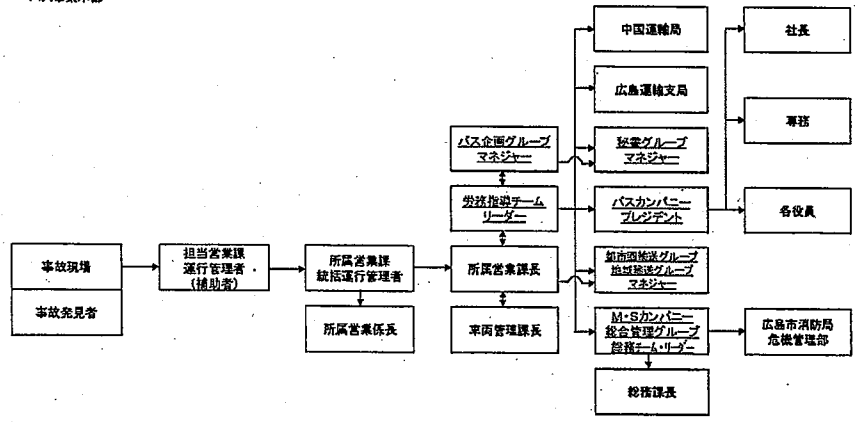 中国運輸局
社長
広島運輸支局
バス企画グループ
マネジャー
秘書グループ
マネジャー
専務
労務指導チーム
リーダー
バスカンパニー
プレジデント
各役員
事故現場
事故発見者
担当営業課
運行管理者
(補助者)
所属営業課
統括運行管理者
所属営業係長
所属営業課長
車両管理課長
都市圏輸送グループ
地域輸送グループ
マネジャー
M・Sカンパニー
総合管理グループ
総務チーム・リーダー
広島市消防局
危機管理部
総務課長